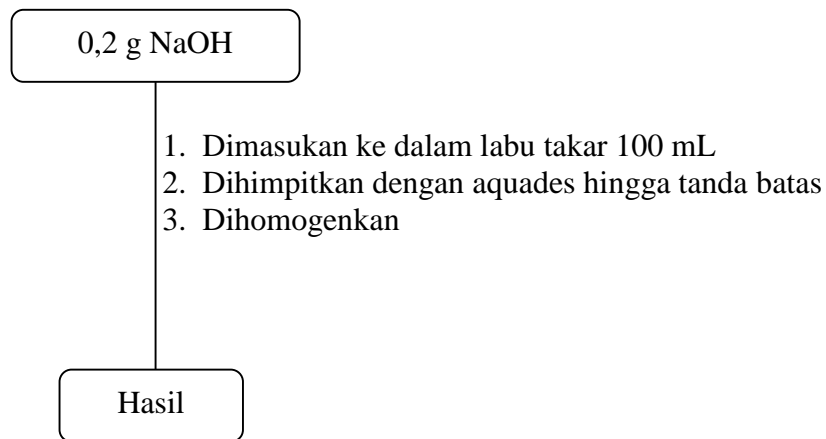 0,2 g NaOH
1. Dimasukan ke dalam labu takar 100 mL
2. Dihimpitkan dengan aquades hingga tanda batas
3. Dihomogenkan
Hasil